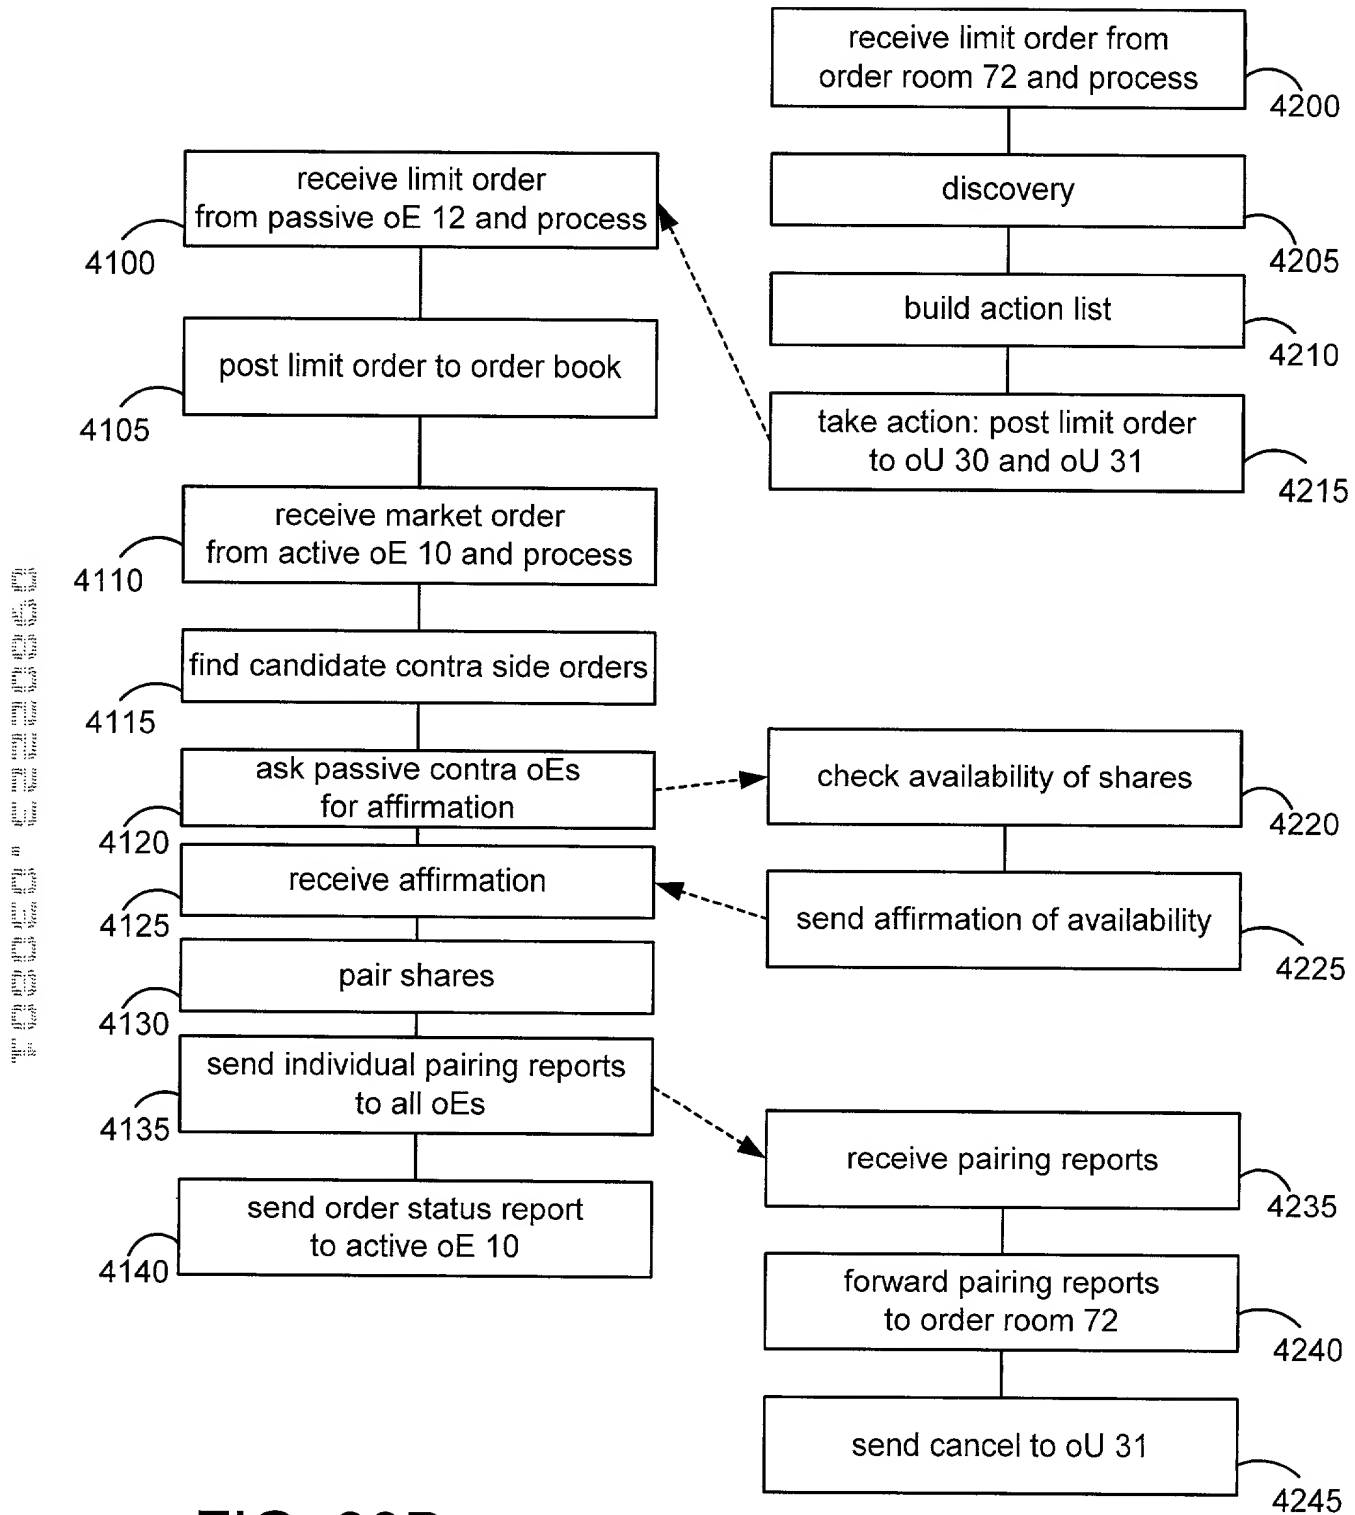 receive limit order from
order room 72 and process
4200
discovery
4205
build action list
4210
take action: post limit order
to oU 30 and oU 31
4215
receive limit order
from passive oE 12 and process
4100
post limit order to order book
4105
receive market order
from active oE 10 and process
4110
find candidate contra side orders
4115
ask passive contra oEs
for affirmation
4120
receive affirmation
4125
pair shares
4130
send individual pairing reports
to all oEs
4135
send order status report
to active oE 10
4140
check availability of shares
4220
send affirmation of availability
4225
receive pairing reports
4235
forward pairing reports
to order room 72
4240
send cancel to oU 31
4245